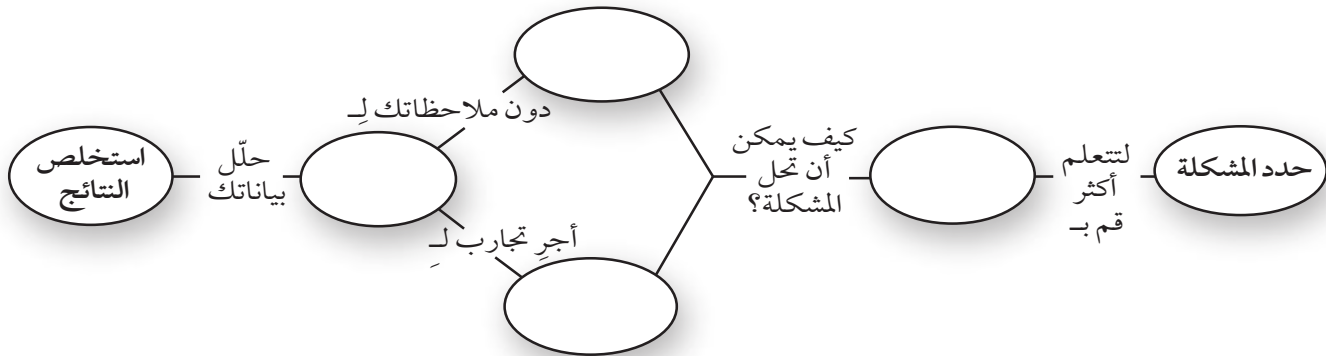 حدد المشكلة
لتتعلم
أكثر
قم بـ
كيف يمكن
أن تحل
المشكلة؟
دون ملاحظاتك لِـ
أجرِ تجارب لـِ
حلّل
بياناتك
استخلص
النتائج